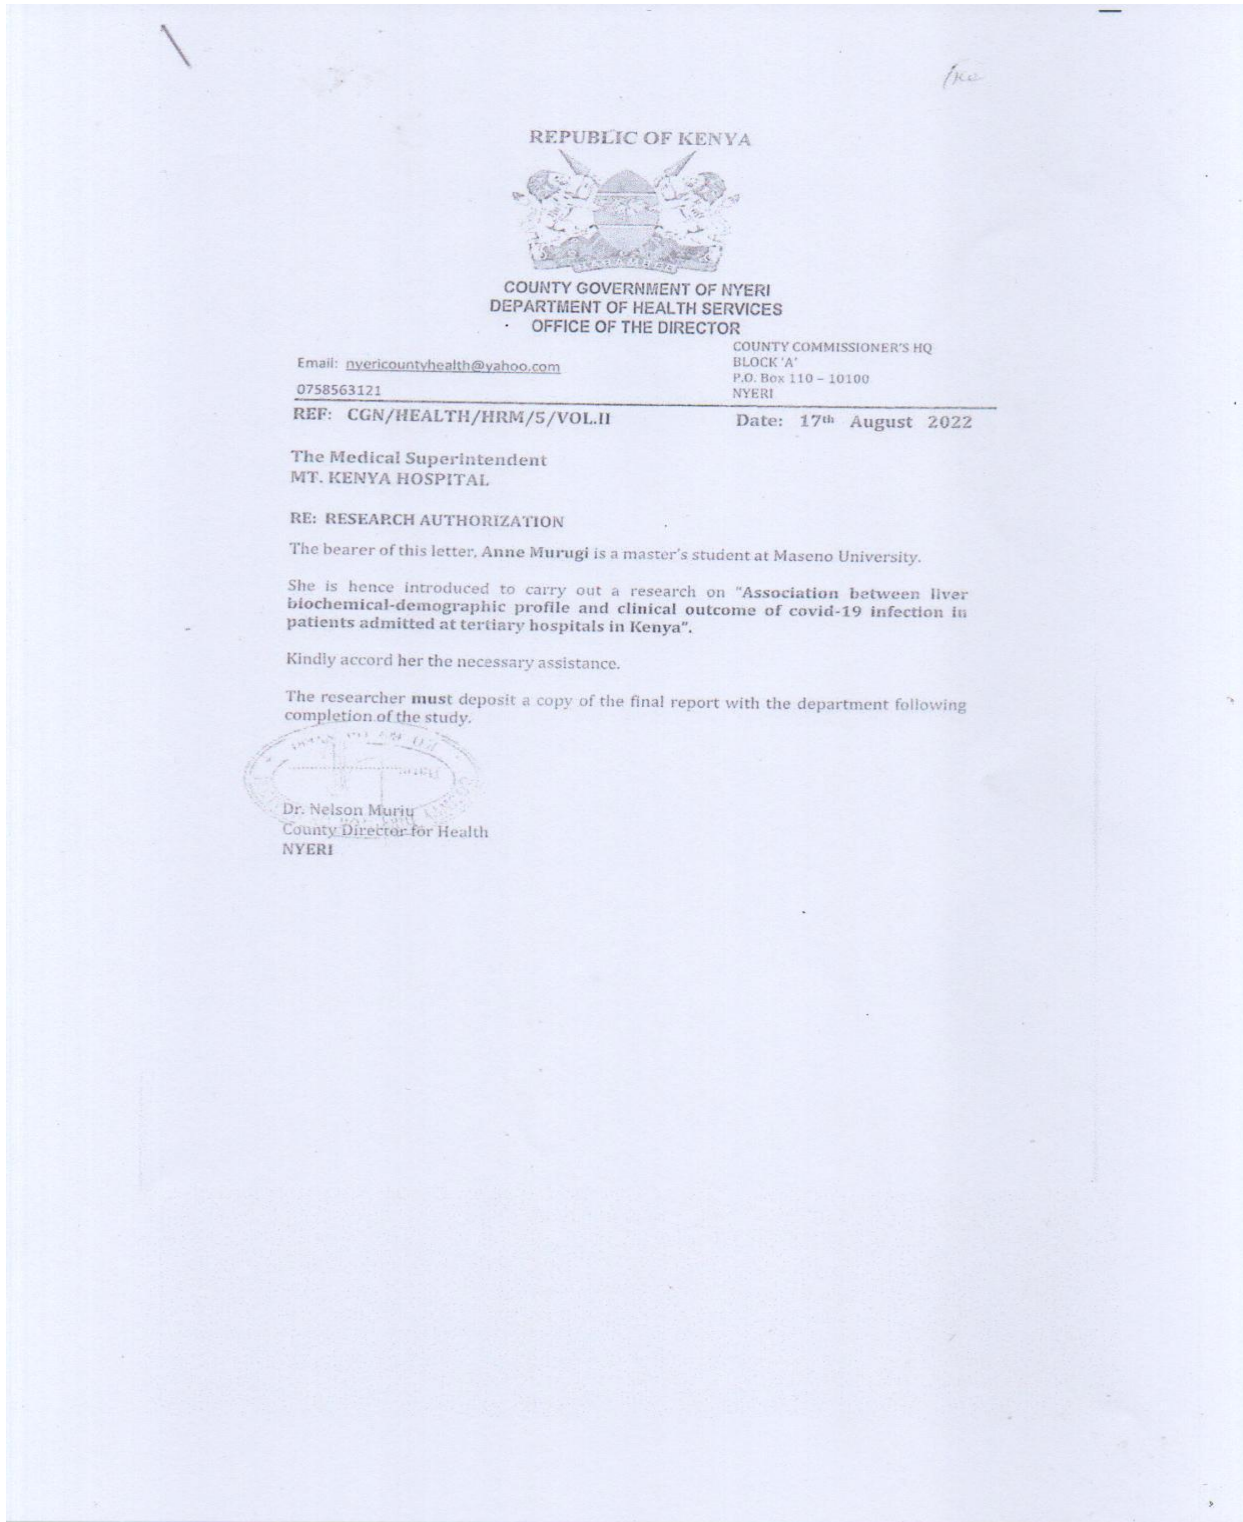 REPUBLIC OF KENYA
HARAMBEE
COUNTY GOVERNMENT OF NYERI
DEPARTMENT OF HEALTH SERVICES
OFFICE OF THE DIRECTOR
Email: nyericountyhealth@yahoo.com
0758563121
COUNTY COMMISSIONER'S HQ
BLOCK 'A'
P.O. Box 110 – 10100
NYERI
REF: CGN/HEALTH/HRM/5/VOL.II
Date: 17th August 2022
The Medical Superintendent
MT. KENYA HOSPITAL
RE: RESEARCH AUTHORIZATION
The bearer of this letter, Anne Murugi is a master's student at Maseno University.
She is hence introduced to carry out a research on "Association between liver
biochemical-demographic profile and clinical outcome of covid-19 infection in
patients admitted at tertiary hospitals in Kenya".
Kindly accord her the necessary assistance.
The researcher must deposit a copy of the final report with the department following
completion of the study.
Dr. Nelson Muriu
County Director for Health
NYERI